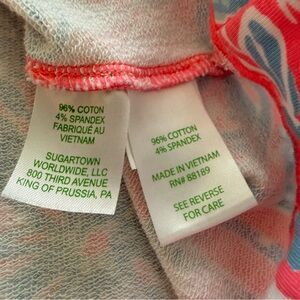 96% COTON
4% SPANDEX
FABRIQUÉ AU
VIETNAM
SUGARTOWN
WORLDWIDE, LLC
800 THIRD AVENUE
KING OF PRUSSIA, PA
96% COTTON
4% SPANDEX
MADE IN VIETNAM
RN# 88189
SEE REVERSE
FOR CARE